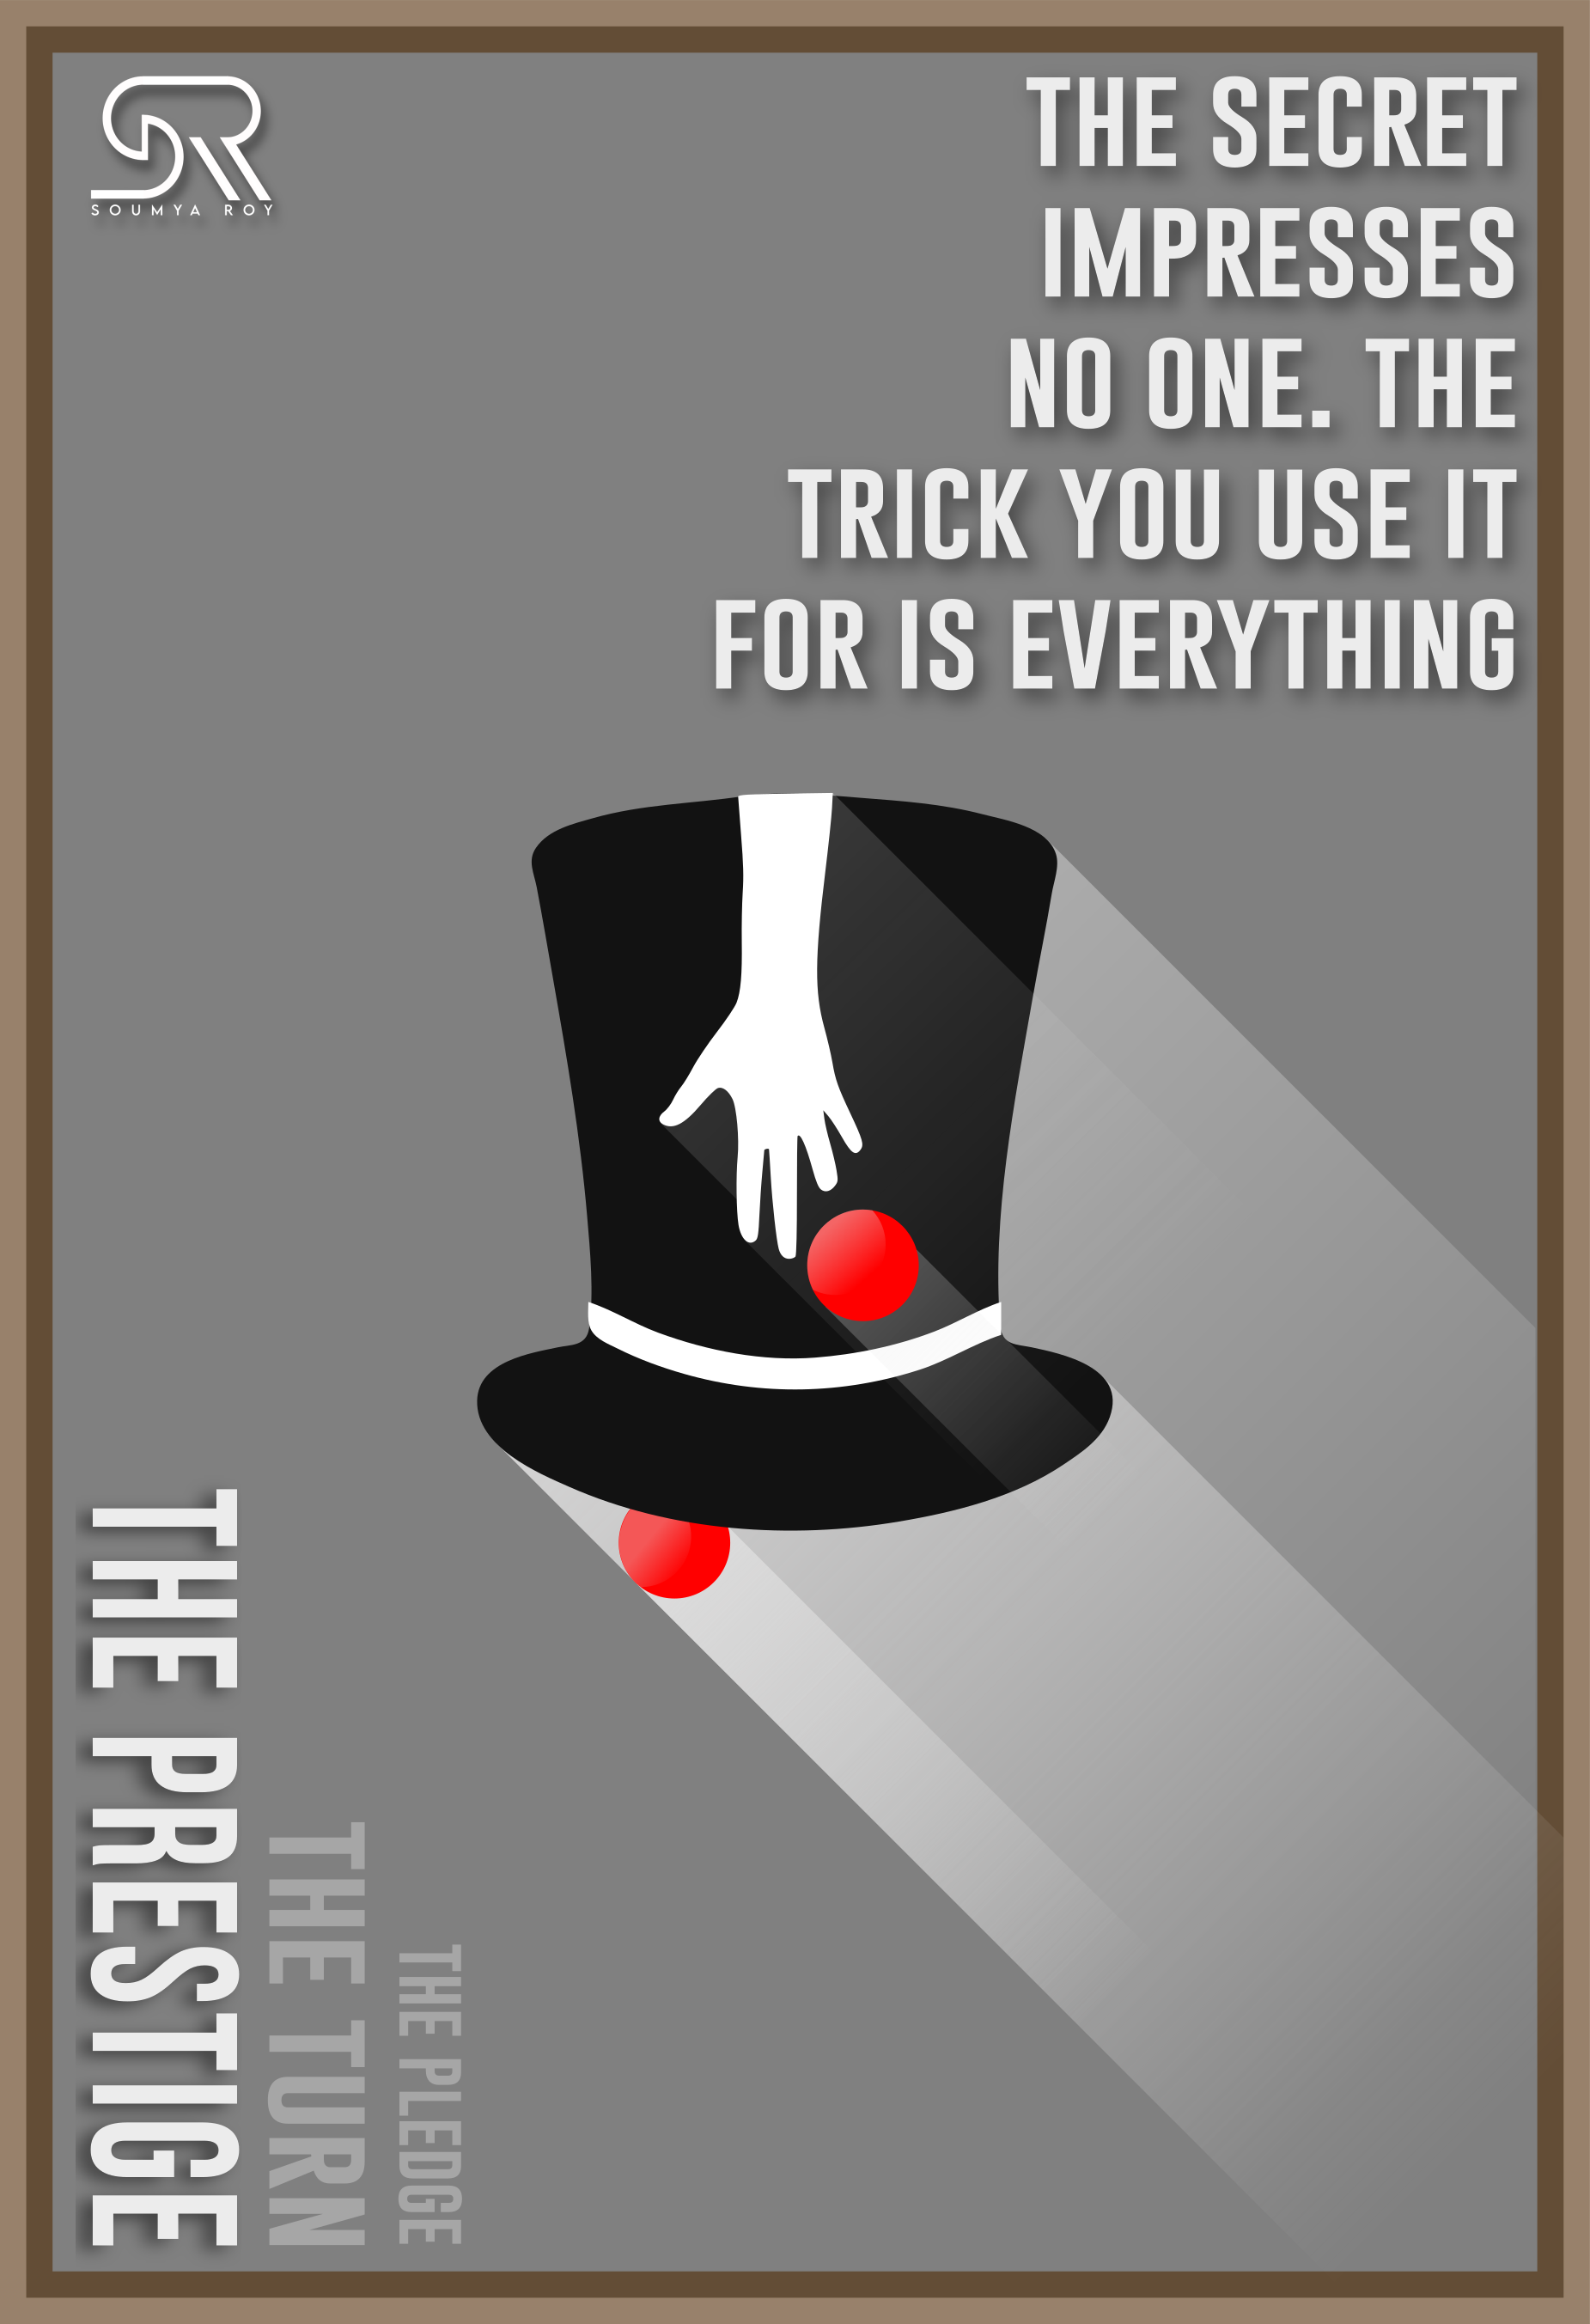 SR
SOUMYA ROY
THE SECRET
IMPRESSES
NO ONE. THE
TRICK YOU USE IT
FOR IS EVERYTHING
THE PRESTIGE
THE TURN
THE PLEDGE